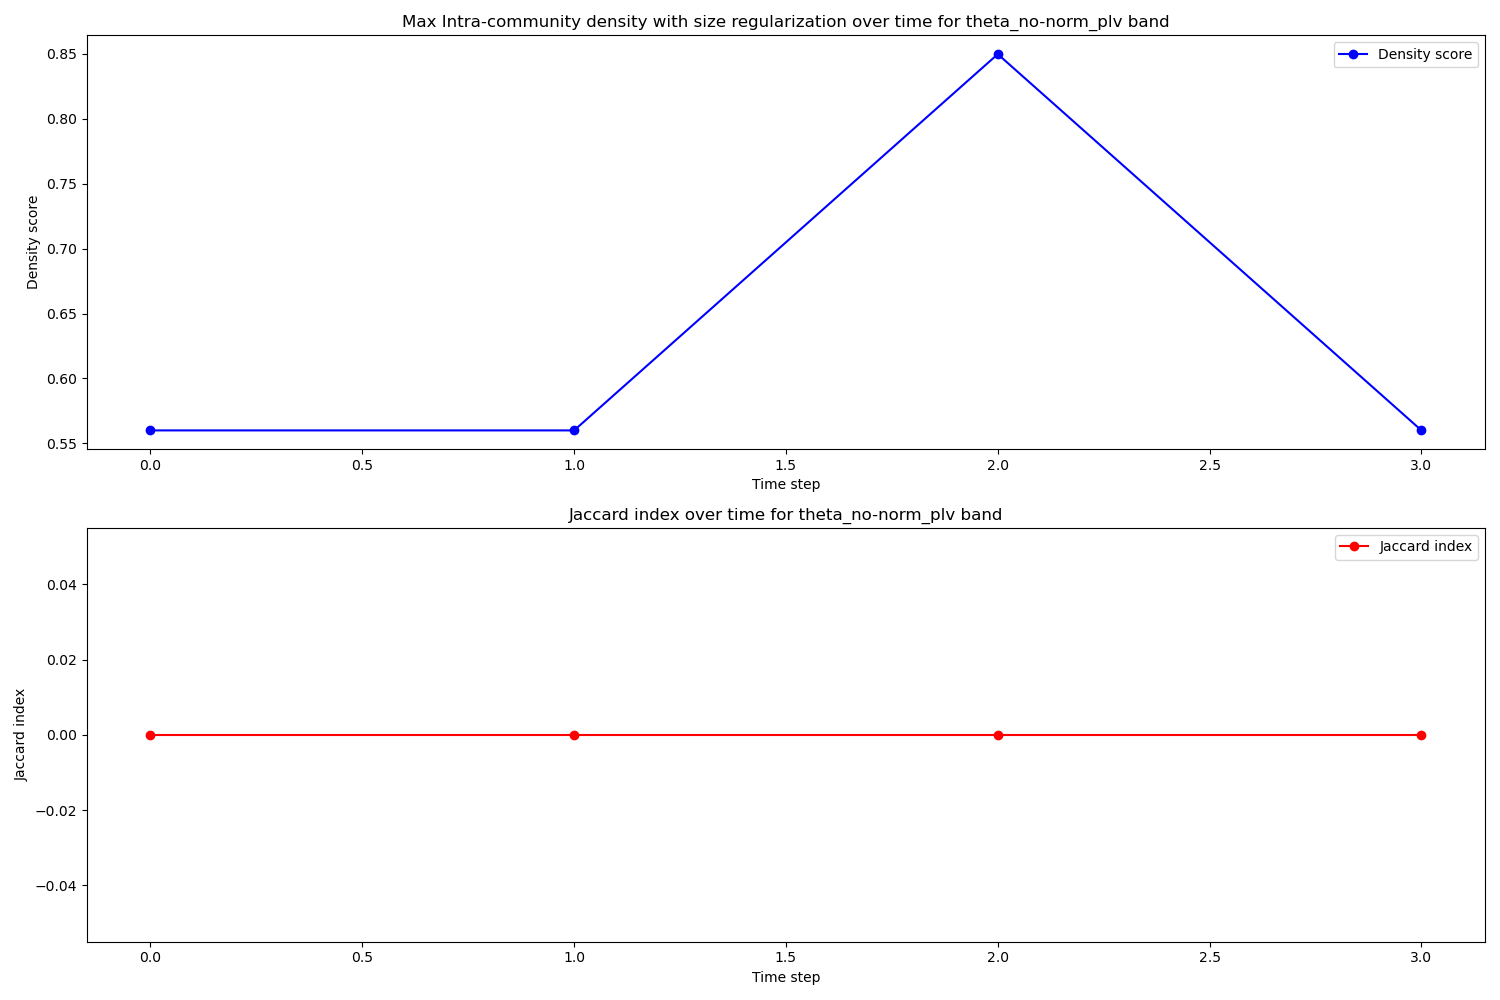 Max Intra-community density with size regularization over time for theta_no-norm_plv band
Density score
0.85
0.80
0.75
0.70
0.65
0.60
0.55
Density score
0.0 0.5 1.0 1.5 2.0 2.5 3.0
Time step
Jaccard index over time for theta_no-norm_plv band
Jaccard index
0.04
0.02
0.00
−0.02
−0.04
Jaccard index
0.0 0.5 1.0 1.5 2.0 2.5 3.0
Time step